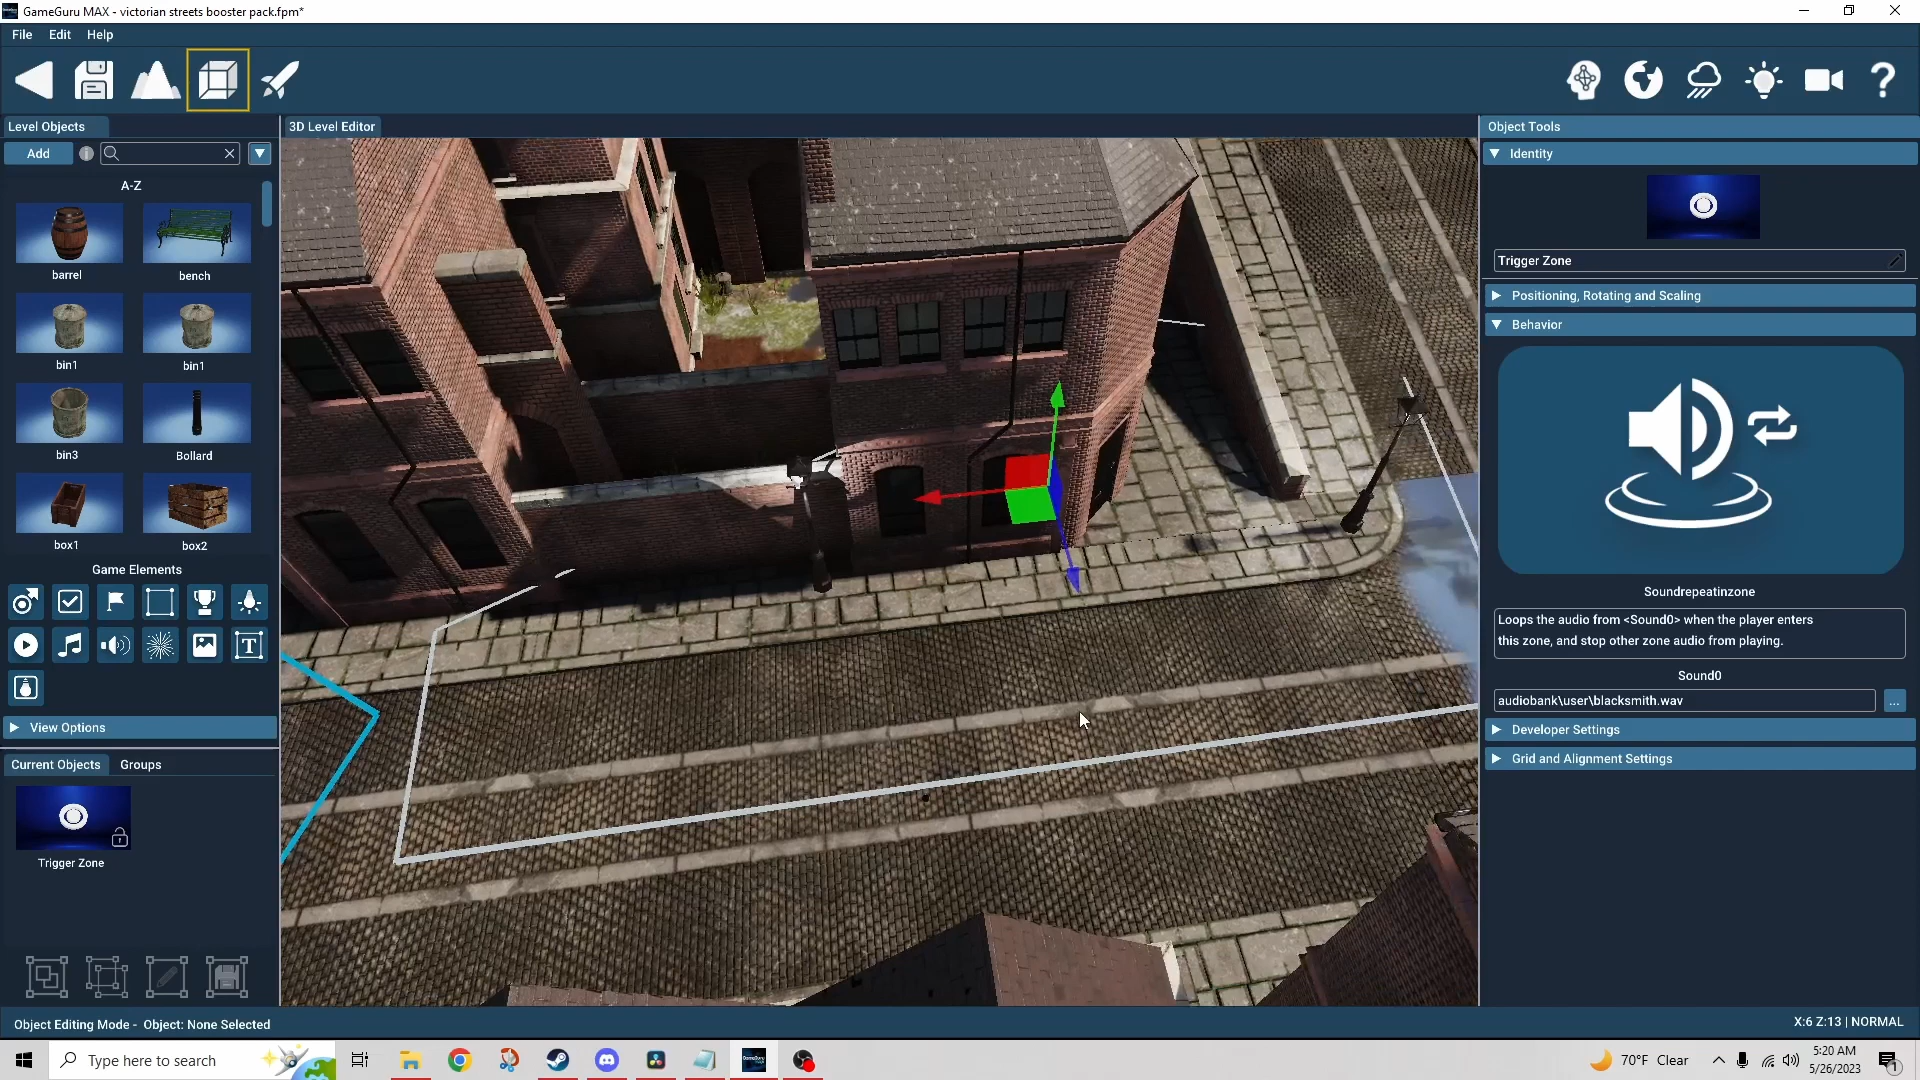 GameGuru MAX - victorian streets booster pack.fpm*
File Edit Help
Level Objects
3D Level Editor
Object Tools
Add
Identity
A-Z
barrel
bench
bin1
bin1
bin3
Bollard
box1
box2
Game Elements
View Options
Current Objects
Groups
Trigger Zone
Trigger Zone
Positioning, Rotating and Scaling
Behavior
Soundrepeatinzone
Loops the audio from <Sound0> when the player enters
this zone, and stop other zone audio from playing.
Sound0
audiobank\user\blacksmith.wav
...
Developer Settings
Grid and Alignment Settings
Object Editing Mode - Object: None Selected
X:6 Z:13 | NORMAL
Type here to search
70°F Clear
5:20 AM
5/26/2023
1